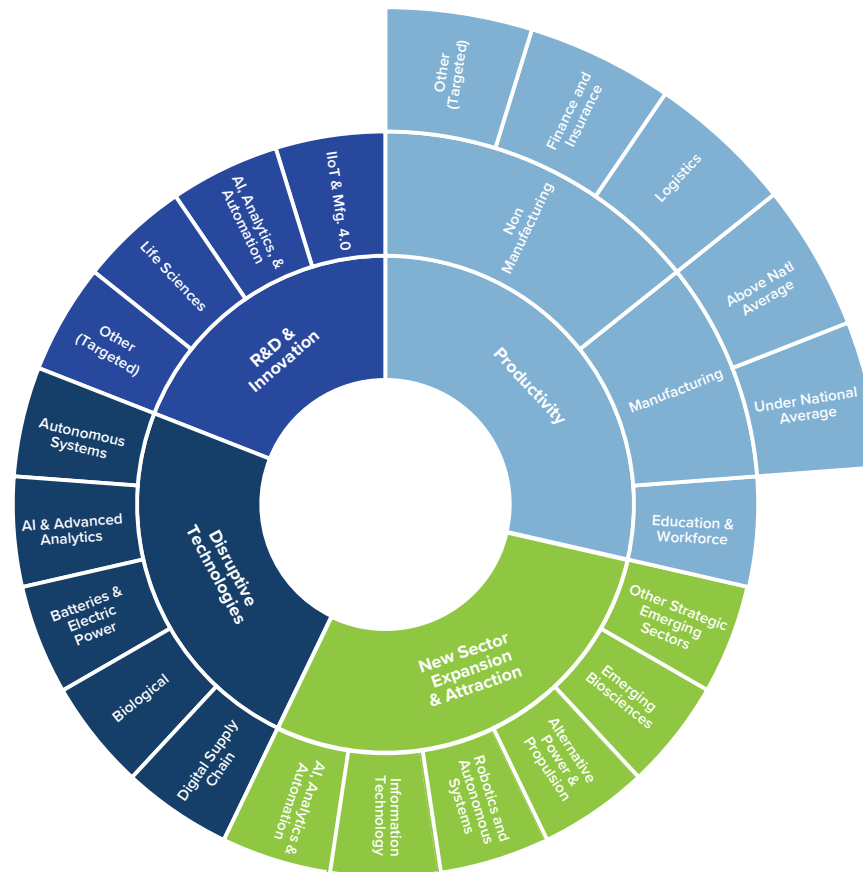 Other
(Targeted)
Finance and
Insurance
Logistics
Above Natl
Average
Under National
Average
Non
Manufacturing
Manufacturing
Education &
Workforce
Productivity
Other Strategic
Emerging
Sectors
Emerging
Biosciences
Alternative
Power &
Propulsion
Robotics and
Autonomous
Systems
Information
Technology
AI, Analytics &
Automation
New Sector
Expansion
& Attraction
Digital Supply
Chain
Biological
Batteries &
Electric
Power
AI & Advanced
Analytics
Autonomous
Systems
Disruptive
Technologies
Other
(Targeted)
Life Sciences
AI, Analytics, &
Automation
IIoT & Mfg. 4.0
R&D &
Innovation